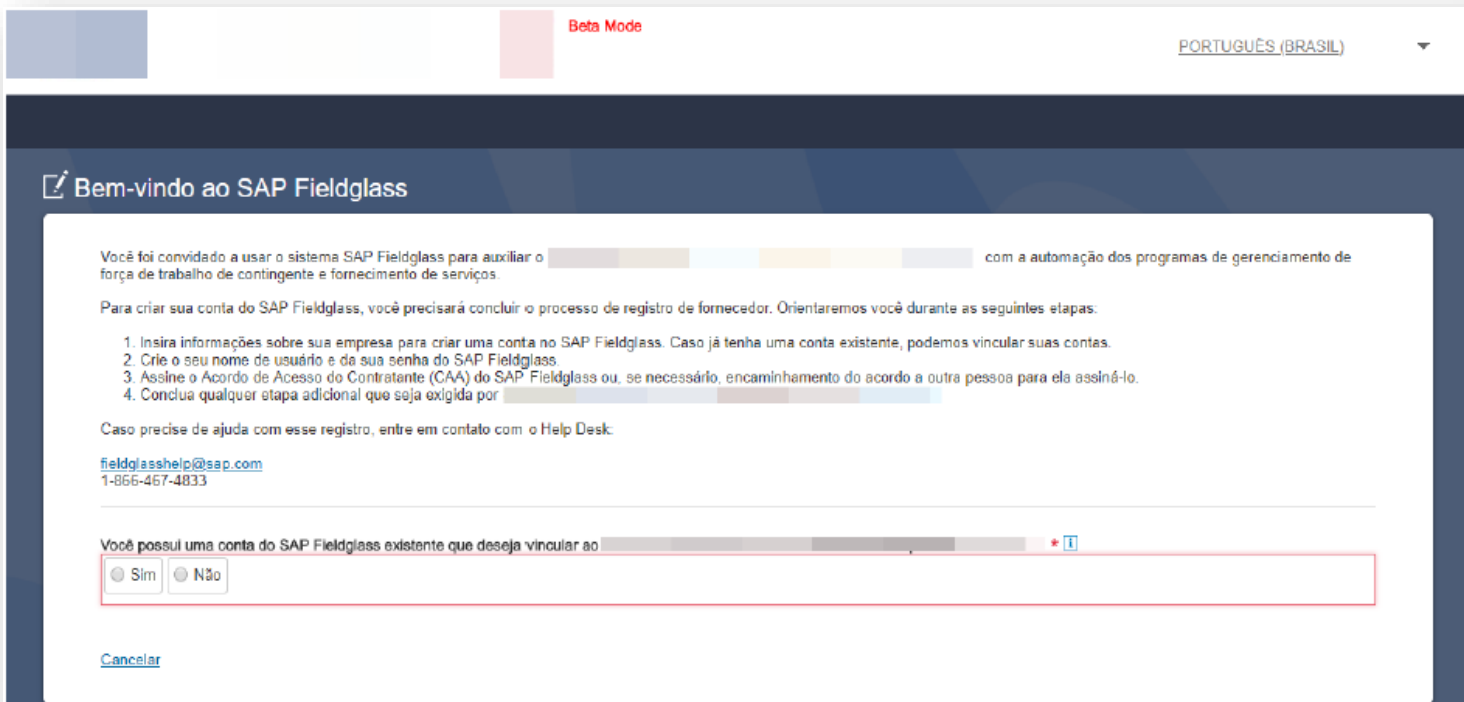 Beta Mode
PORTUGUÊS (BRASIL)
Bem-vindo ao SAP Fieldglass
Você foi convidado a usar o sistema SAP Fieldglass para auxiliar o com a automação dos programas de gerenciamento de
força de trabalho de contingente e fornecimento de serviços.
Para criar sua conta do SAP Fieldglass, você precisará concluir o processo de registro de fornecedor. Orientaremos você durante as seguintes etapas:
1. Insira informações sobre sua empresa para criar uma conta no SAP Fieldglass. Caso já tenha uma conta existente, podemos vincular suas contas.
2. Crie o seu nome de usuário e da sua senha do SAP Fieldglass.
3. Assine o Acordo de Acesso do Contratante (CAA) do SAP Fieldglass ou, se necessário, encaminhamento do acordo a outra pessoa para ela assiná-lo.
4. Conclua qualquer etapa adicional que seja exigida por
Caso precise de ajuda com esse registro, entre em contato com o Help Desk:
fieldglasshelp@sap.com
1-866-467-4833
Você possui uma conta do SAP Fieldglass existente que deseja vincular ao * i
Sim Não
Cancelar